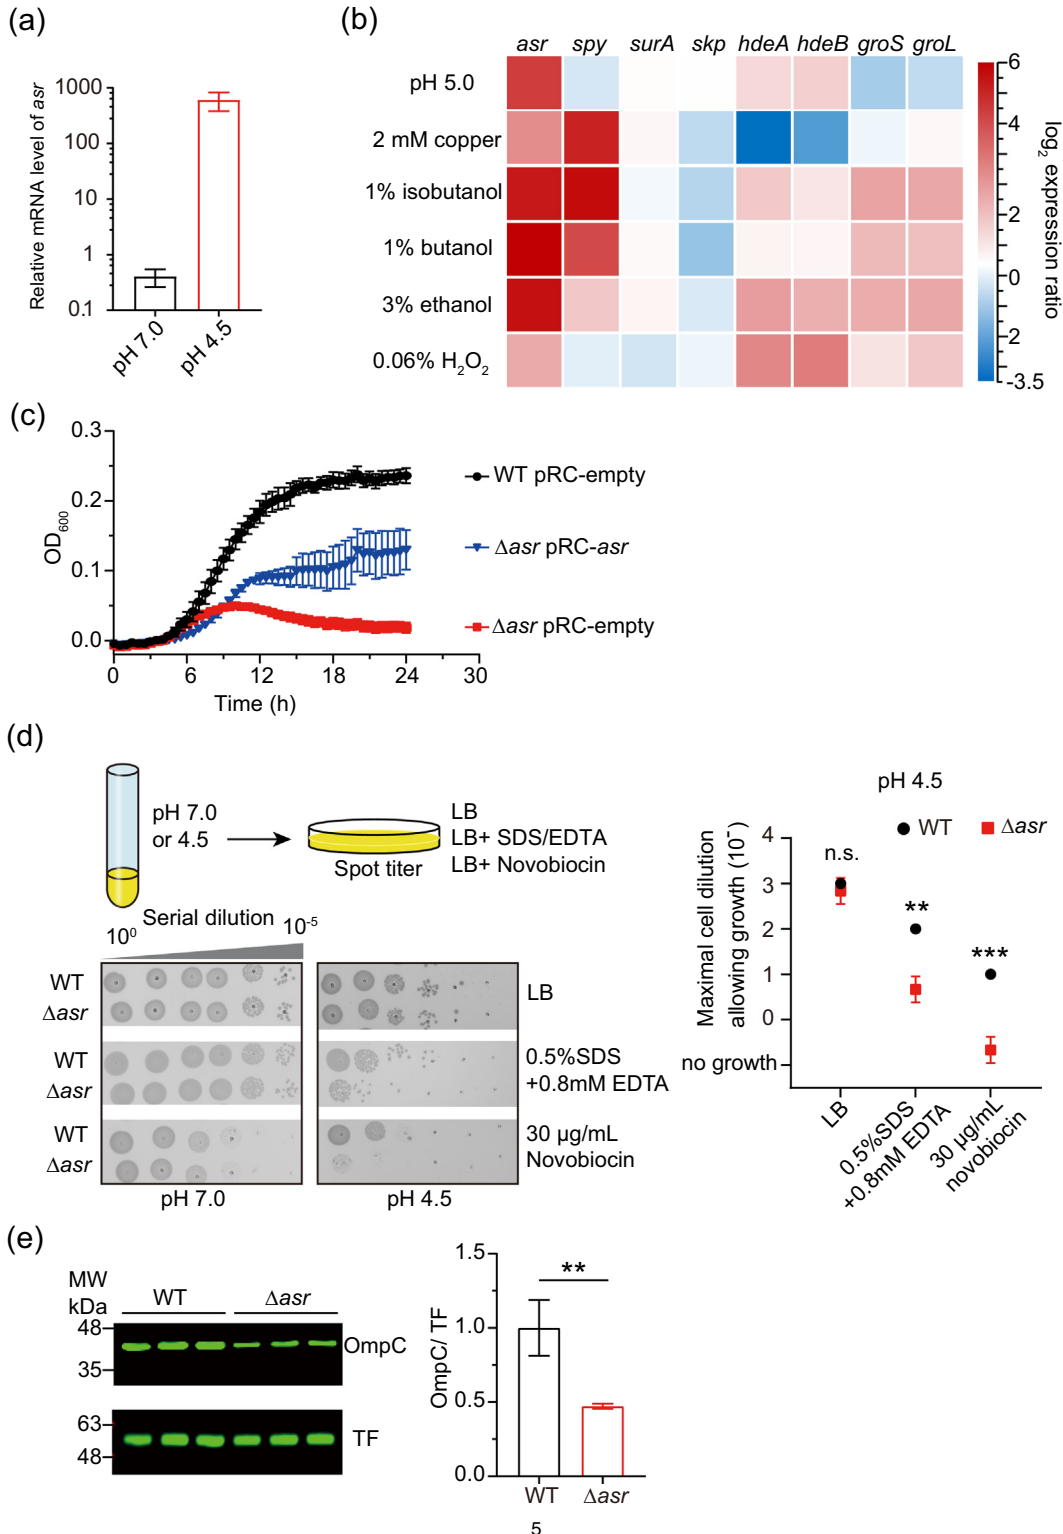 (a)
Relative mRNA level of asr
1000
100
10
1
0.1
pH 7.0
pH 4.5
(b)
asr spy surA skp hdeA hdeB groS groL
pH 5.0
2 mM copper
1% isobutanol
1% butanol
3% ethanol
0.06% H₂O₂
6
4
2
0
-2
-3.5
log₂ expression ratio
(c)
OD₆₀₀
0.3
0.2
0.1
0.0
0 6 12 18 24 30
Time (h)
WT pRC-empty
Δasr pRC-asr
Δasr pRC-empty
(d)
pH 7.0
or 4.5
Spot titer
LB
LB+ SDS/EDTA
LB+ Novobiocin
Serial dilution
10⁰ 10⁻⁵
WT
Δasr
LB
WT
Δasr
0.5%SDS
+0.8mM EDTA
WT
Δasr
30 µg/mL
Novobiocin
pH 7.0
pH 4.5
pH 4.5
WT Δasr
Maximal cell dilution
allowing growth (10⁻)
4
3
2
1
0
no growth
n.s.
**
***
LB
0.5%SDS
+0.8mM EDTA
30 µg/mL
novobiocin
(e)
MW
kDa
WT Δasr
48
35
OmpC
63
48
TF
OmpC/ TF
1.5
1.0
0.5
0.0
**
WT Δasr
5